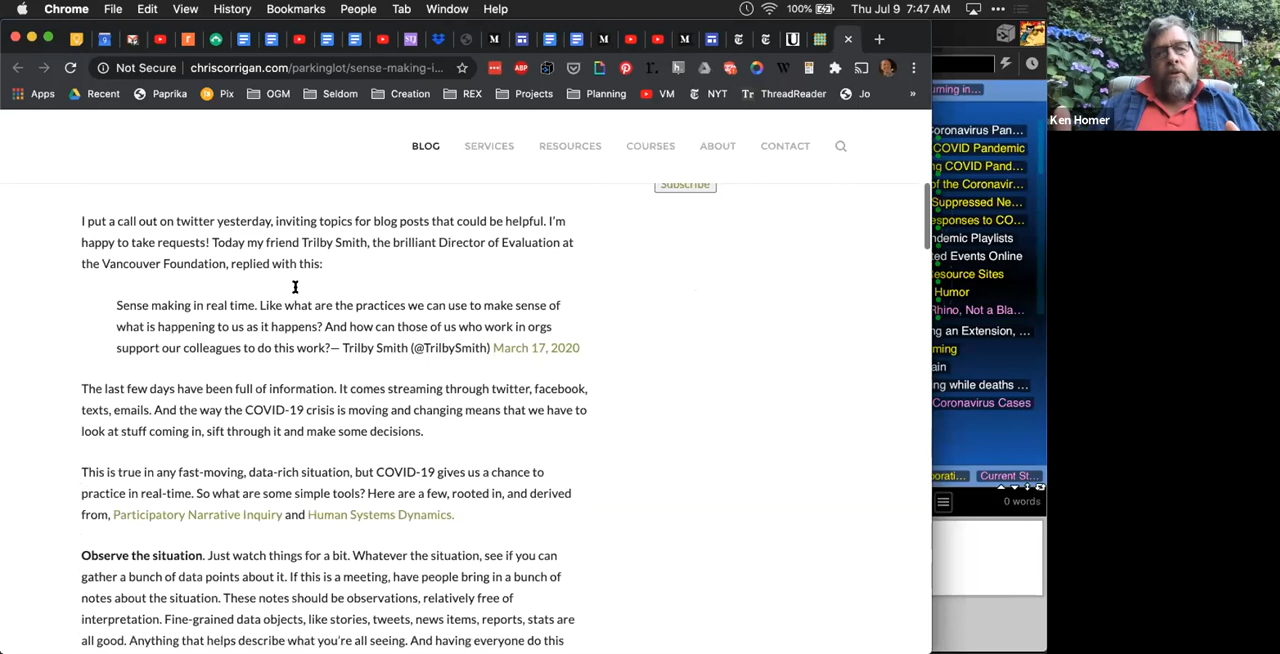 Chrome File Edit View History Bookmarks People Tab Window Help 100% Thu Jul 9 7:47 AM
Not Secure chriscorrigan.com/parkinglot/sense-making-i...
Apps Recent Paprika Pix OGM Seldom Creation REX Projects Planning VM NYT ThreadReader Jo »
BLOG SERVICES RESOURCES COURSES ABOUT CONTACT
Subscribe
I put a call out on twitter yesterday, inviting topics for blog posts that could be helpful. I'm
happy to take requests! Today my friend Trilby Smith, the brilliant Director of Evaluation at
the Vancouver Foundation, replied with this:
Sense making in real time. Like what are the practices we can use to make sense of
what is happening to us as it happens? And how can those of us who work in orgs
support our colleagues to do this work?— Trilby Smith (@TrilbySmith) March 17, 2020
The last few days have been full of information. It comes streaming through twitter, facebook,
texts, emails. And the way the COVID-19 crisis is moving and changing means that we have to
look at stuff coming in, sift through it and make some decisions.
This is true in any fast-moving, data-rich situation, but COVID-19 gives us a chance to
practice in real-time. So what are some simple tools? Here are a few, rooted in, and derived
from, Participatory Narrative Inquiry and Human Systems Dynamics.
Observe the situation. Just watch things for a bit. Whatever the situation, see if you can
gather a bunch of data points about it. If this is a meeting, have people bring in a bunch of
notes about the situation. These notes should be observations, relatively free of
interpretation. Fine-grained data objects, like stories, tweets, news items, reports, stats are
all good. Anything that helps describe what you're all seeing. And having everyone do this
urning in...
Coronavirus Pan...
COVID Pandemic
ng COVID Pand...
of the Coronavir...
Suppressed Ne...
esponses to CO...
ndemic Playlists
ted Events Online
esource Sites
Humor
Rhino, Not a Bla...
ng an Extension, ...
ming
ain
ing while deaths ...
Coronavirus Cases
orati... Current St...
0 words
Ken Homer